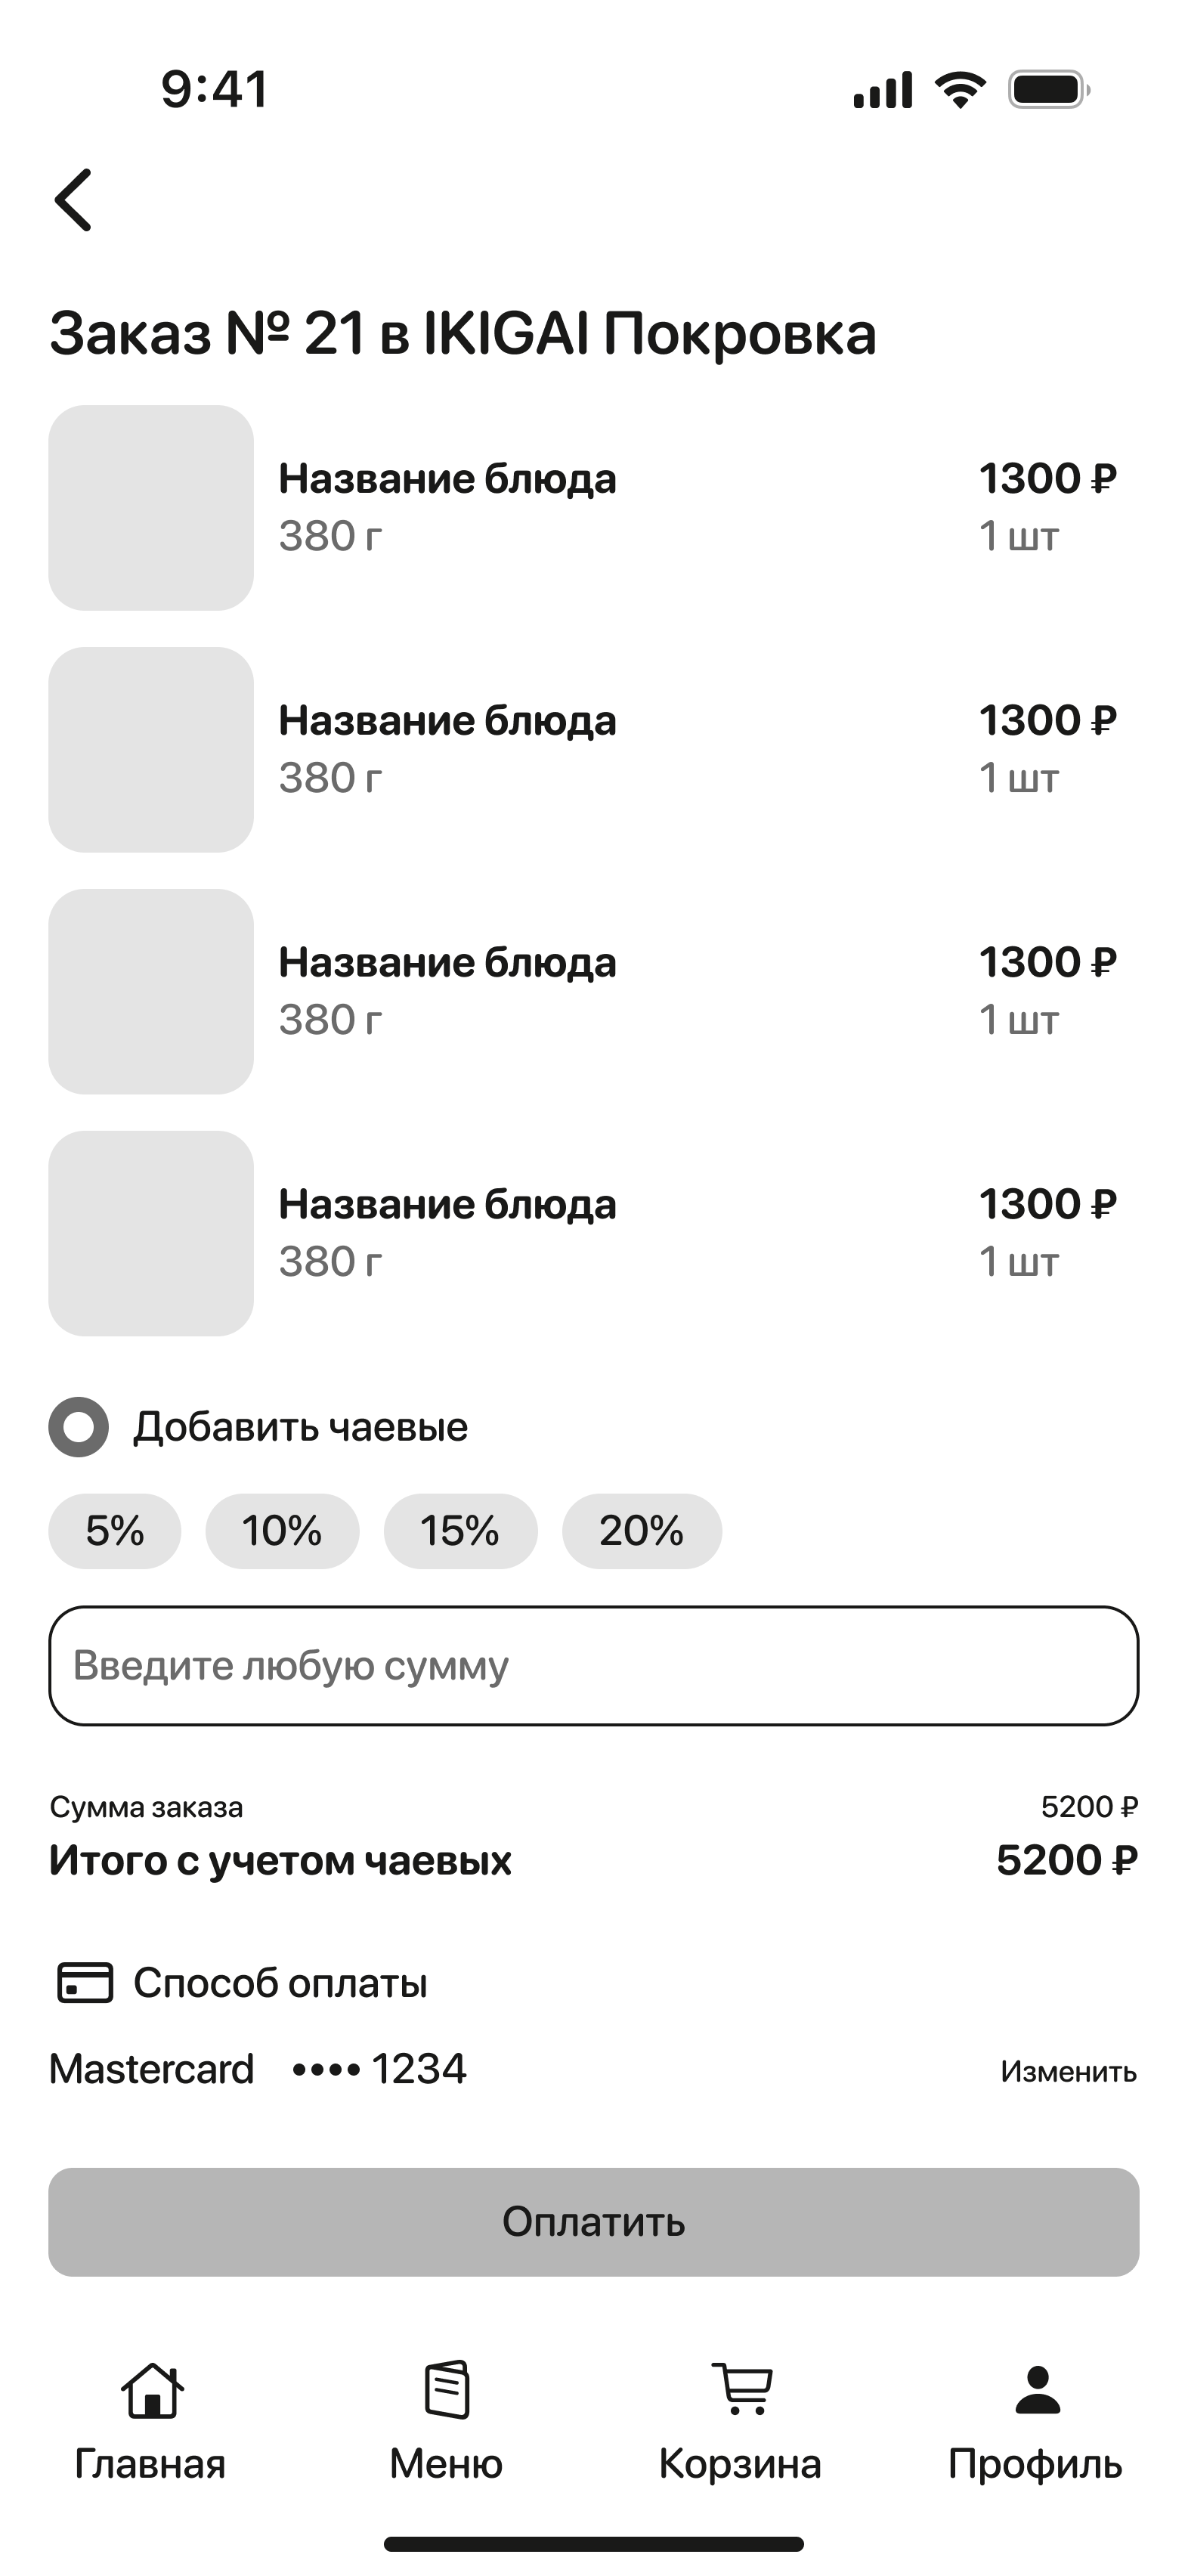 9:41
Заказ № 21 в IKIGAI Покровка
Название блюда 1300 ₽
380 г 1 шт
Название блюда 1300 ₽
380 г 1 шт
Название блюда 1300 ₽
380 г 1 шт
Название блюда 1300 ₽
380 г 1 шт
Добавить чаевые
5% 10% 15% 20%
Введите любую сумму
Сумма заказа 5200 ₽
Итого с учетом чаевых 5200 ₽
Способ оплаты
Mastercard •••• 1234 Изменить
Оплатить
Главная Меню Корзина Профиль